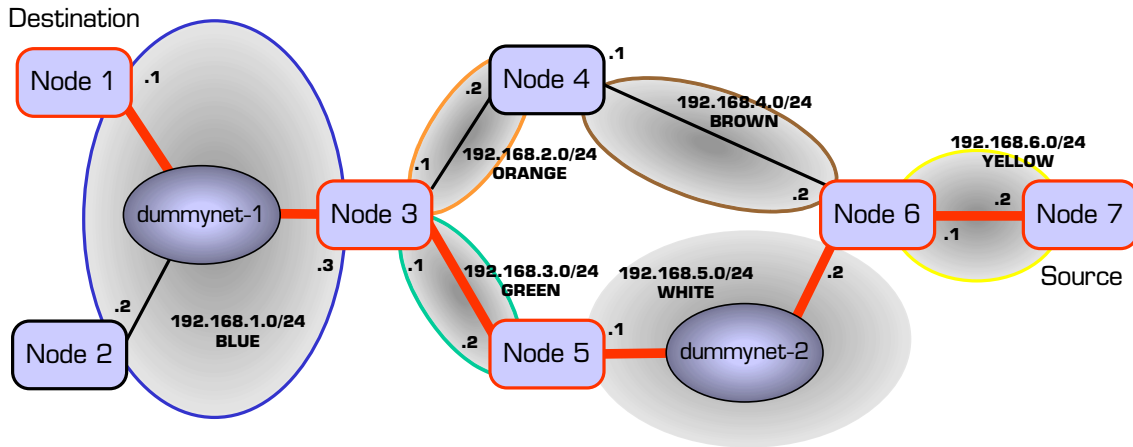 Destination
Node 1
.1
dummynet-1
Node 2
.2
192.168.1.0/24
BLUE
Node 3
.3
.1
.2
192.168.2.0/24
ORANGE
Node 4
.1
192.168.4.0/24
BROWN
.2
.1
192.168.3.0/24
GREEN
.2
Node 5
.1
192.168.5.0/24
WHITE
dummynet-2
.2
Node 6
.1
192.168.6.0/24
YELLOW
.2
Node 7
Source